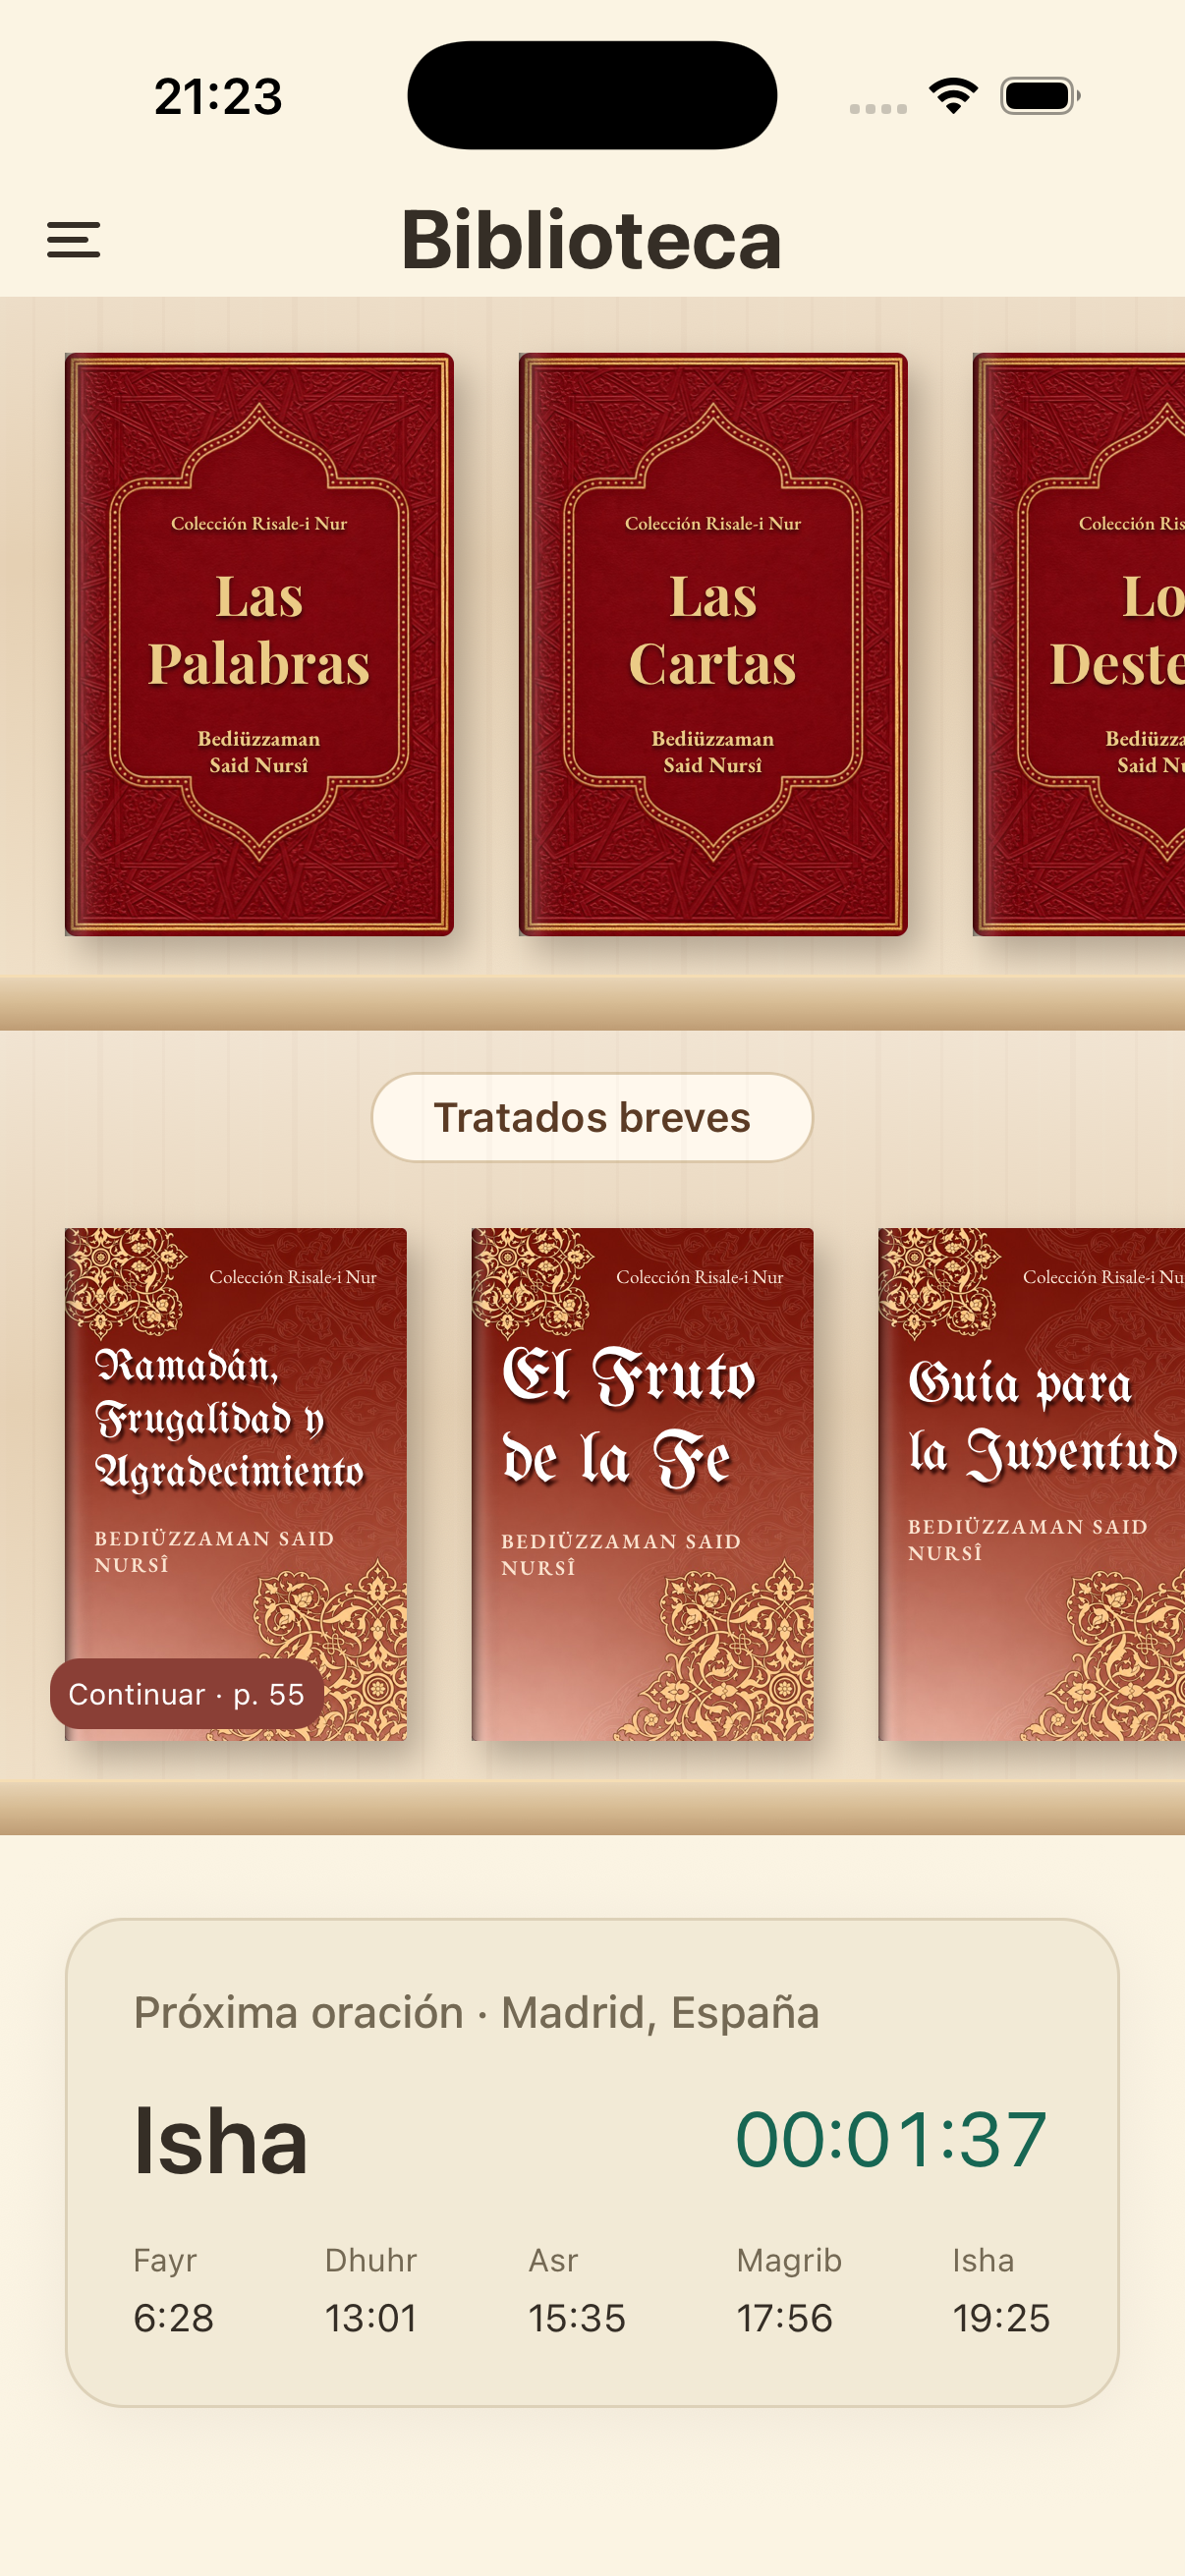 21:23
Biblioteca
Colección Risale-i Nur
Las
Palabras
Bediüzzaman
Said Nursî
Colección Risale-i Nur
Las
Cartas
Bediüzzaman
Said Nursî
Tratados breves
Colección Risale-i Nur
Ramadán,
Frugalidad y
Agradecimiento
BEDIÜZZAMAN SAID
NURSÎ
Continuar · p. 55
Colección Risale-i Nur
El Fruto
de la Fe
BEDIÜZZAMAN SAID
NURSÎ
Colección Risale-i Nu
Guía para
la Juventud
BEDIÜZZAMAN SAID
NURSÎ
Próxima oración · Madrid, España
Isha 00:01:37
Fayr Dhuhr Asr Magrib Isha
6:28 13:01 15:35 17:56 19:25